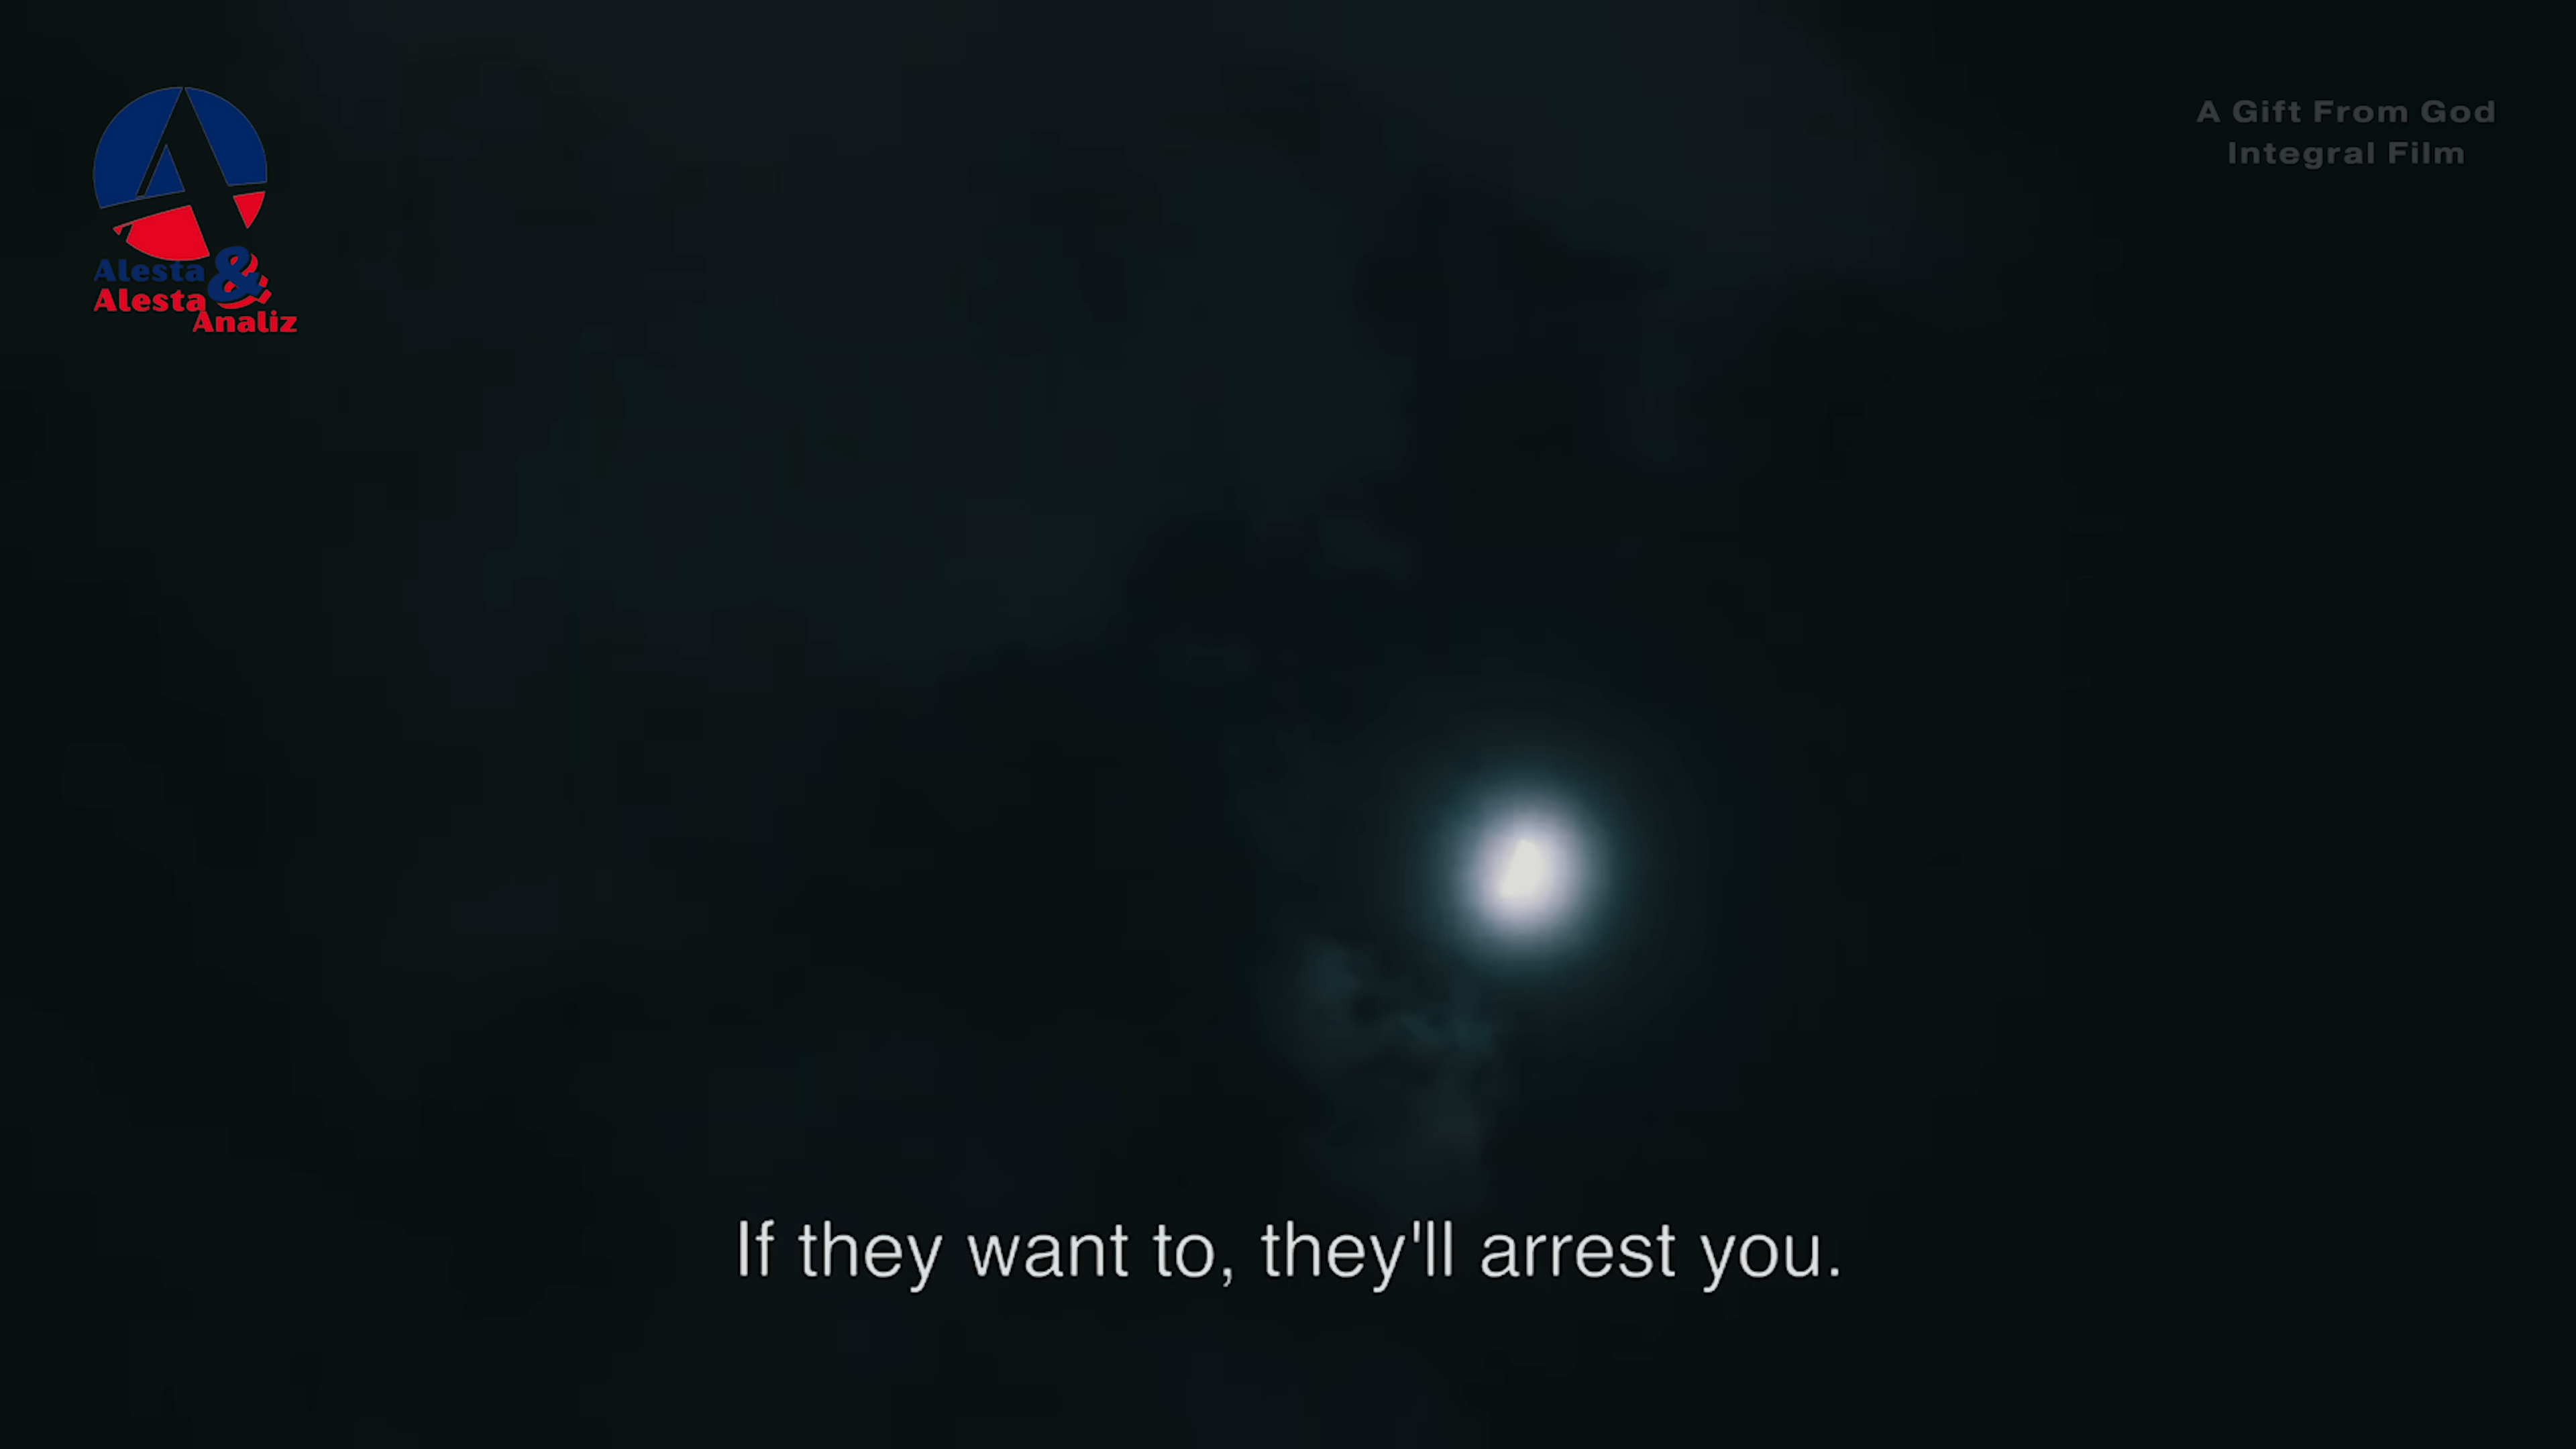 A Gift From God
Integral Film
Alesta &
Alesta
Analiz
If they want to, they'll arrest you.